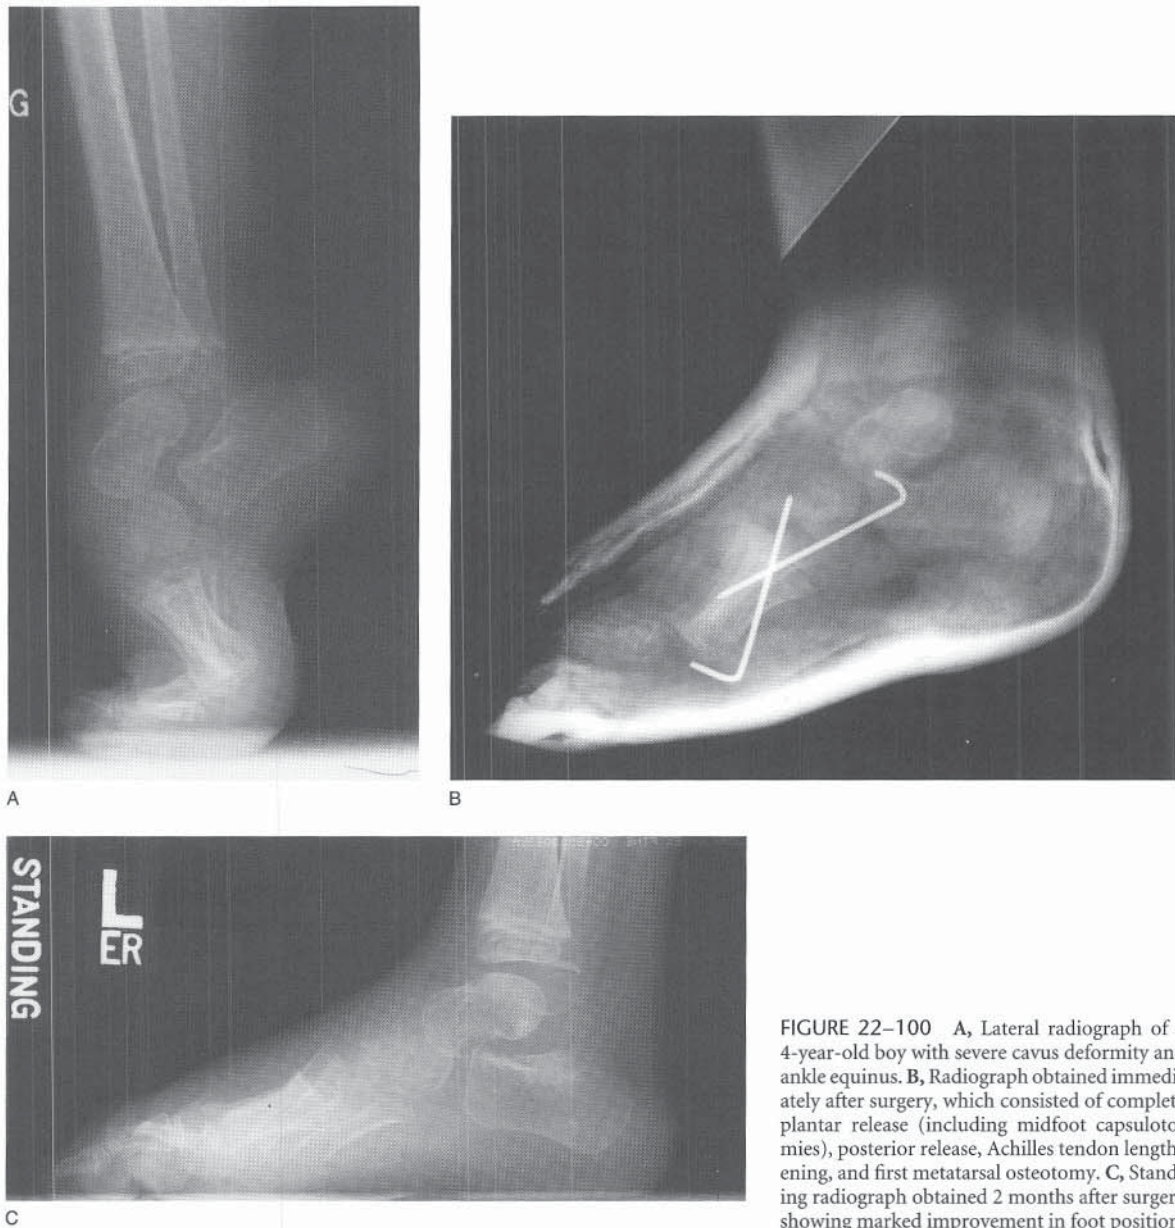 G
A
B
STANDING
L
ER
C
FIGURE 22–100 A, Lateral radiograph of
4-year-old boy with severe cavus deformity an
ankle equinus. B, Radiograph obtained immedi
ately after surgery, which consisted of complet
plantar release (including midfoot capsuloto
mies), posterior release, Achilles tendon length
ening, and first metatarsal osteotomy. C, Stand
ing radiograph obtained 2 months after surger
showing marked improvement in foot position